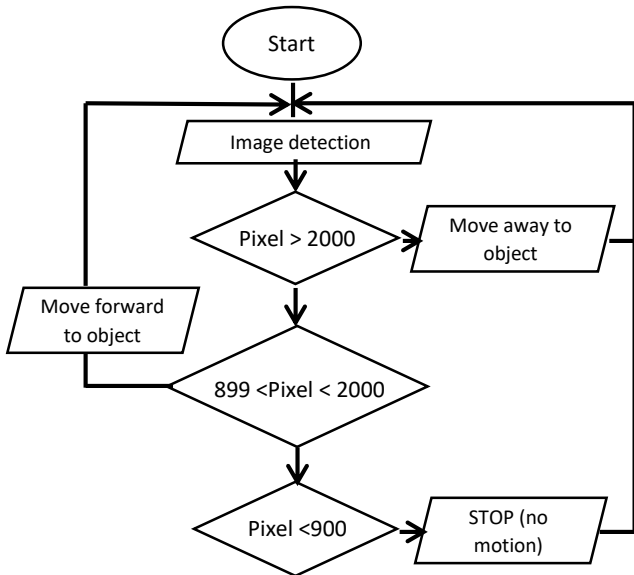 Start
Image detection
Pixel > 2000
Move away to
object
Move forward
to object
899 <Pixel < 2000
Pixel <900
STOP (no
motion)